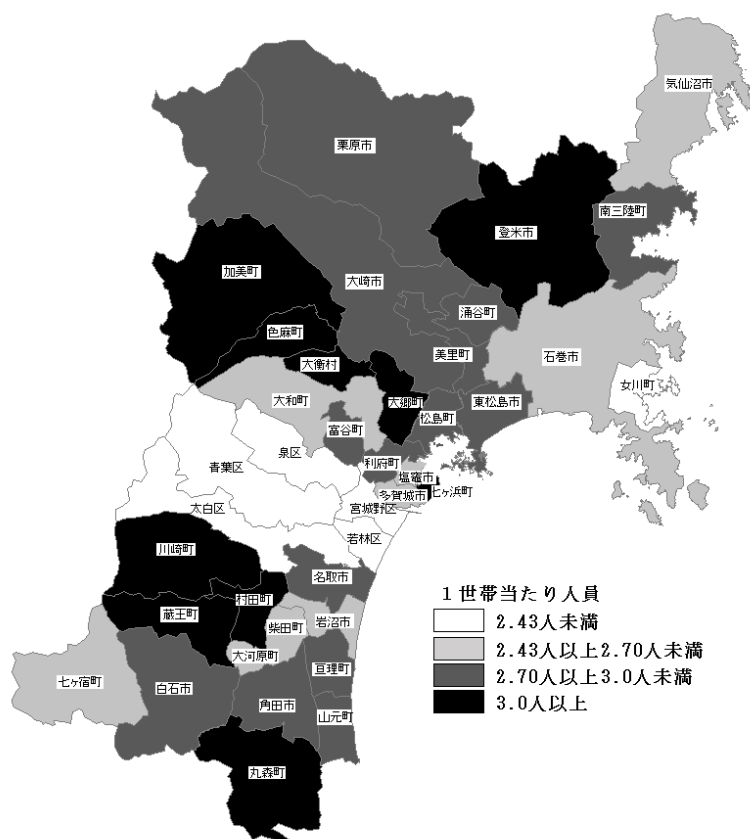 気仙沼市
栗原市
南三陸町
登米市
加美町
大崎市
涌谷町
色麻町
美里町
石巻市
大衡村
女川町
大和町
大郷町
東松島市
松島町
富谷町
泉区
利府町
青葉区
塩竈市
七ヶ浜町
多賀城市
太白区
宮城野区
若林区
川崎町
名取市
村田町
蔵王町
岩沼市
柴田町
大河原町
亘理町
七ヶ宿町
白石市
角田市
山元町
丸森町
1世帯当たり人員
2.43人未満
2.43人以上2.70人未満
2.70人以上3.0人未満
3.0人以上